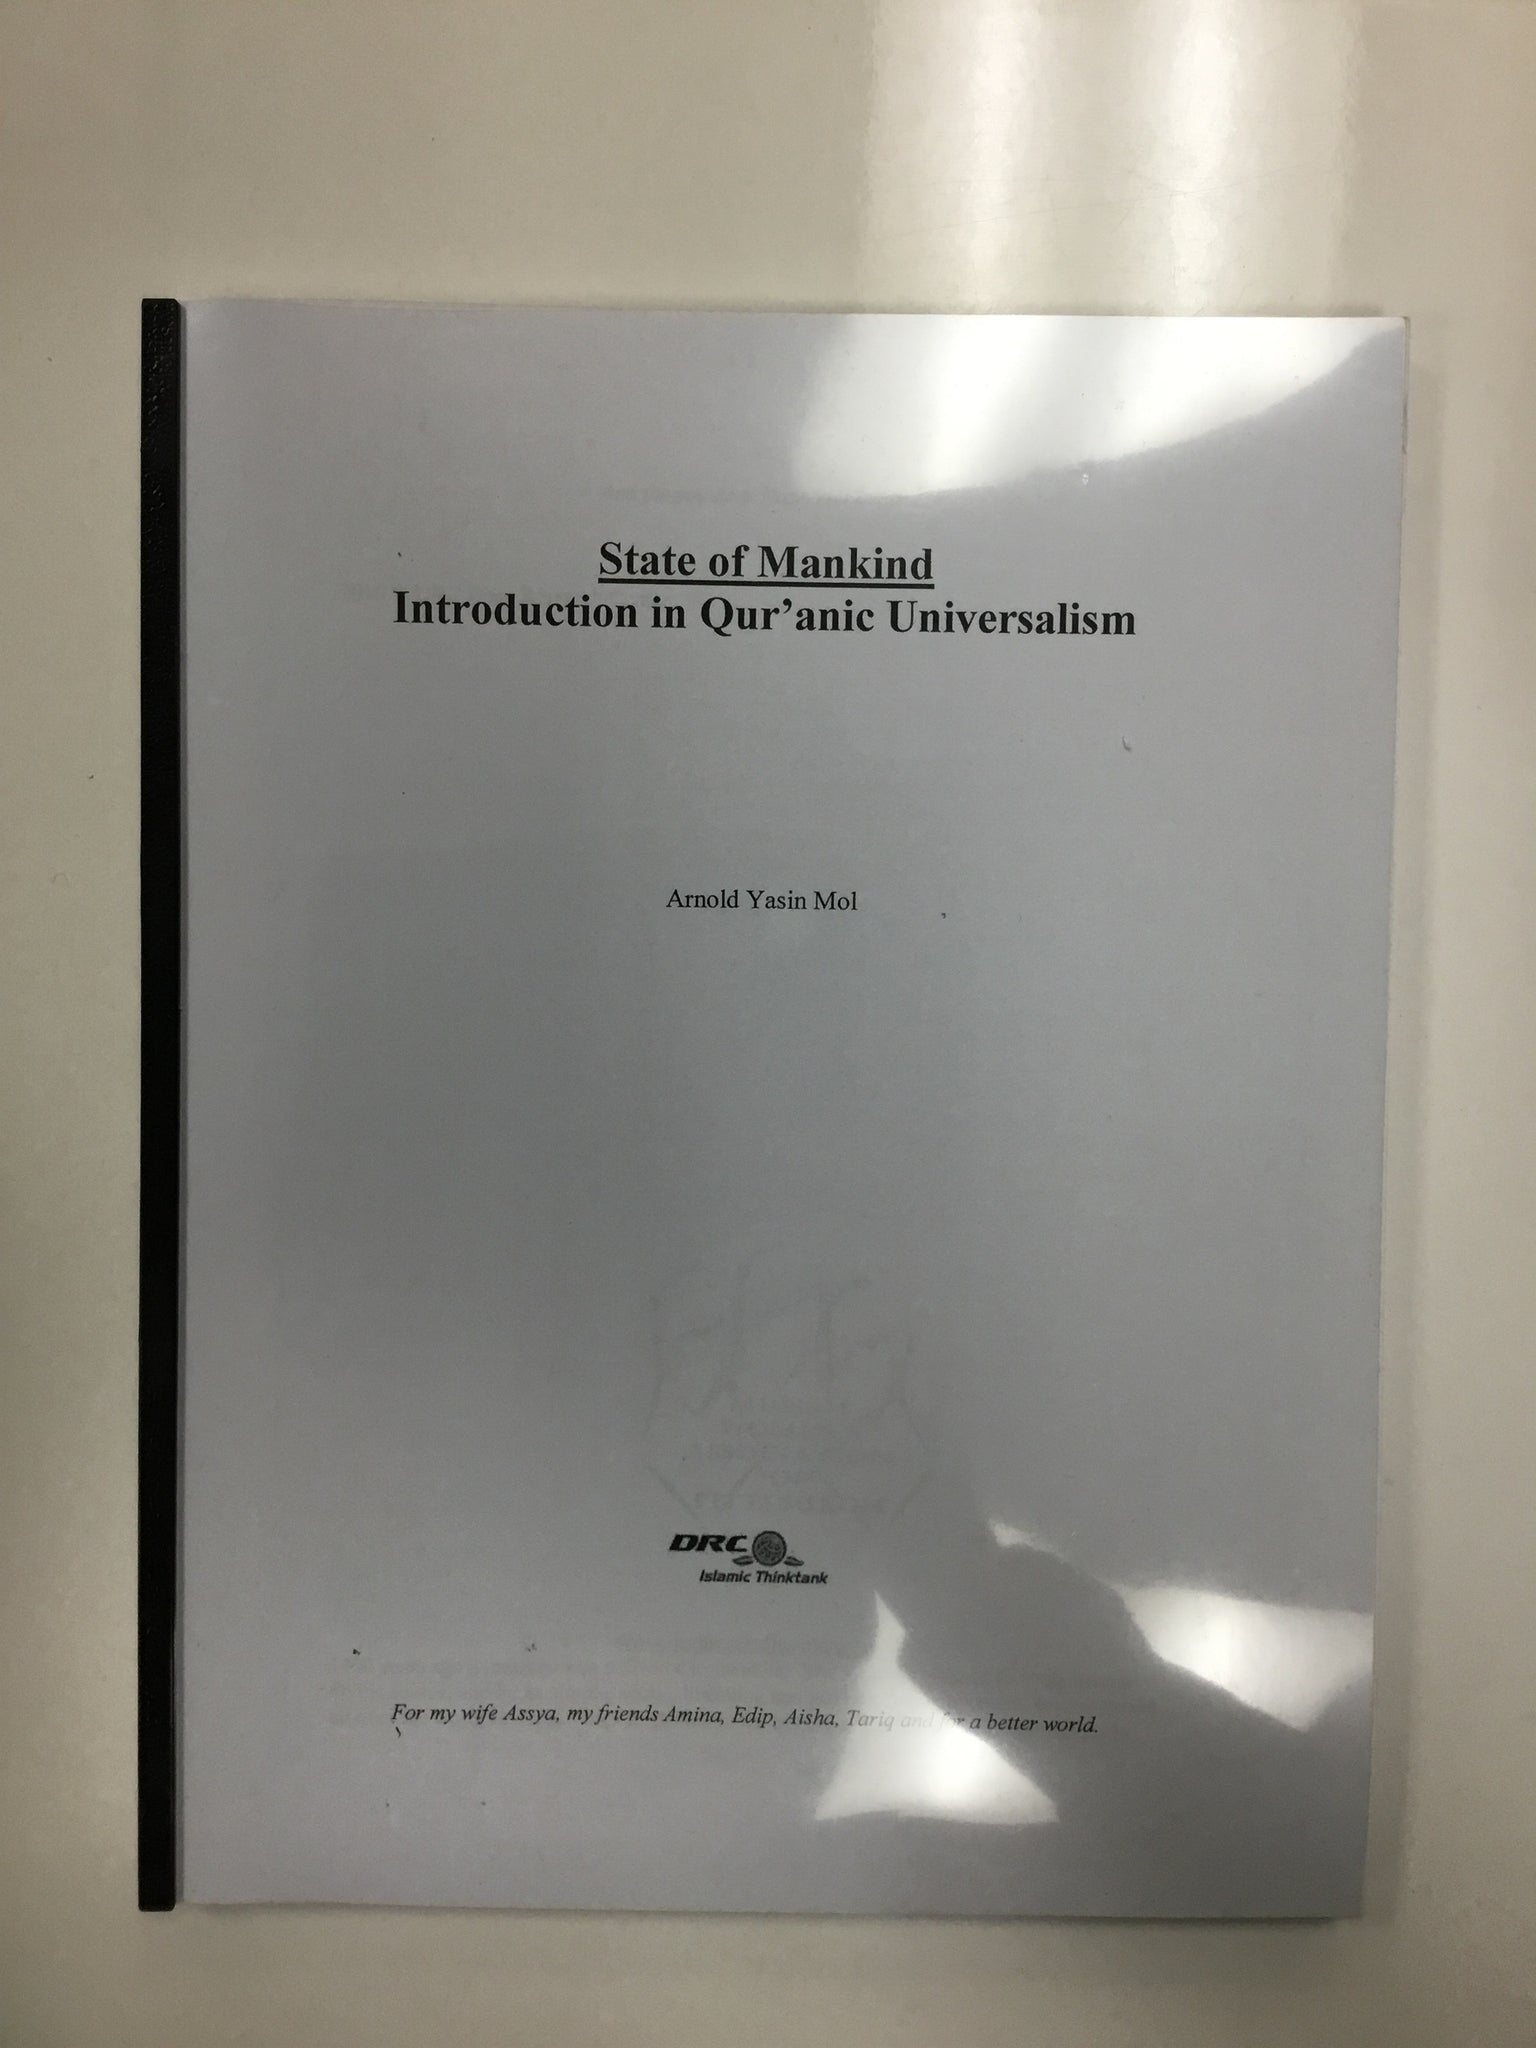 State of Mankind
Introduction in Qur’anic Universalism
Arnold Yasin Mol
DRC
Islamic Thinktank
For my wife Assya, my friends Amina, Edip, Aisha, Tariq and for a better world.